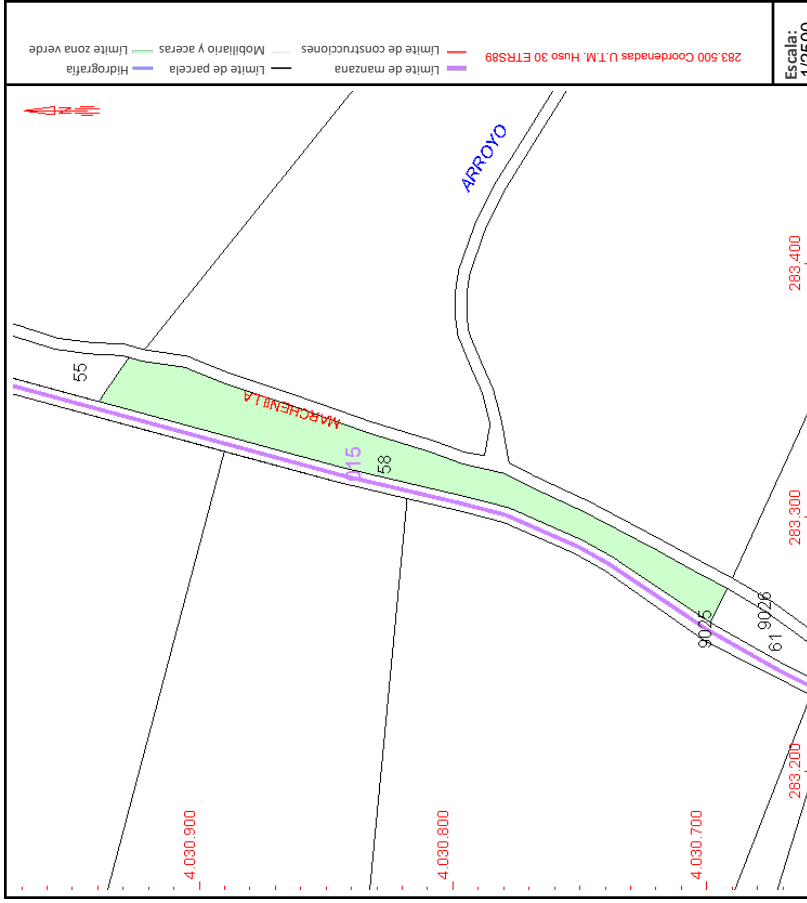 Límite de manzana
Límite de construcciones
Límite de parcela
Mobiliario y aceras
Hidrografía
Límite zona verde
283.500 Coordenadas U.T.M. Huso 30 ETRS89
Escala:
1/2500
ARROYO
55
MARCHENILLA
015
58
9025
9026
61
283.400
283.300
283.200
4.030.900
4.030.800
4.030.700